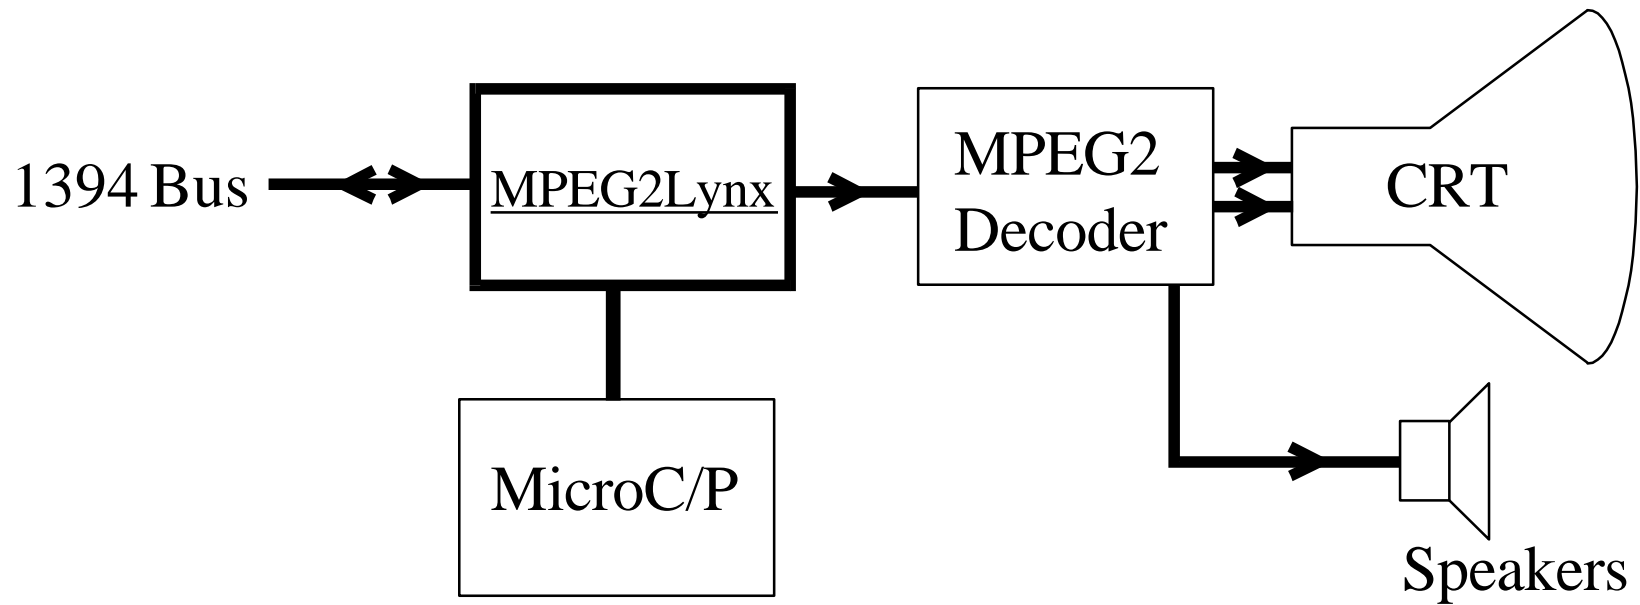 1394 Bus
MPEG2Lynx
MPEG2
Decoder
CRT
MicroC/P
Speakers